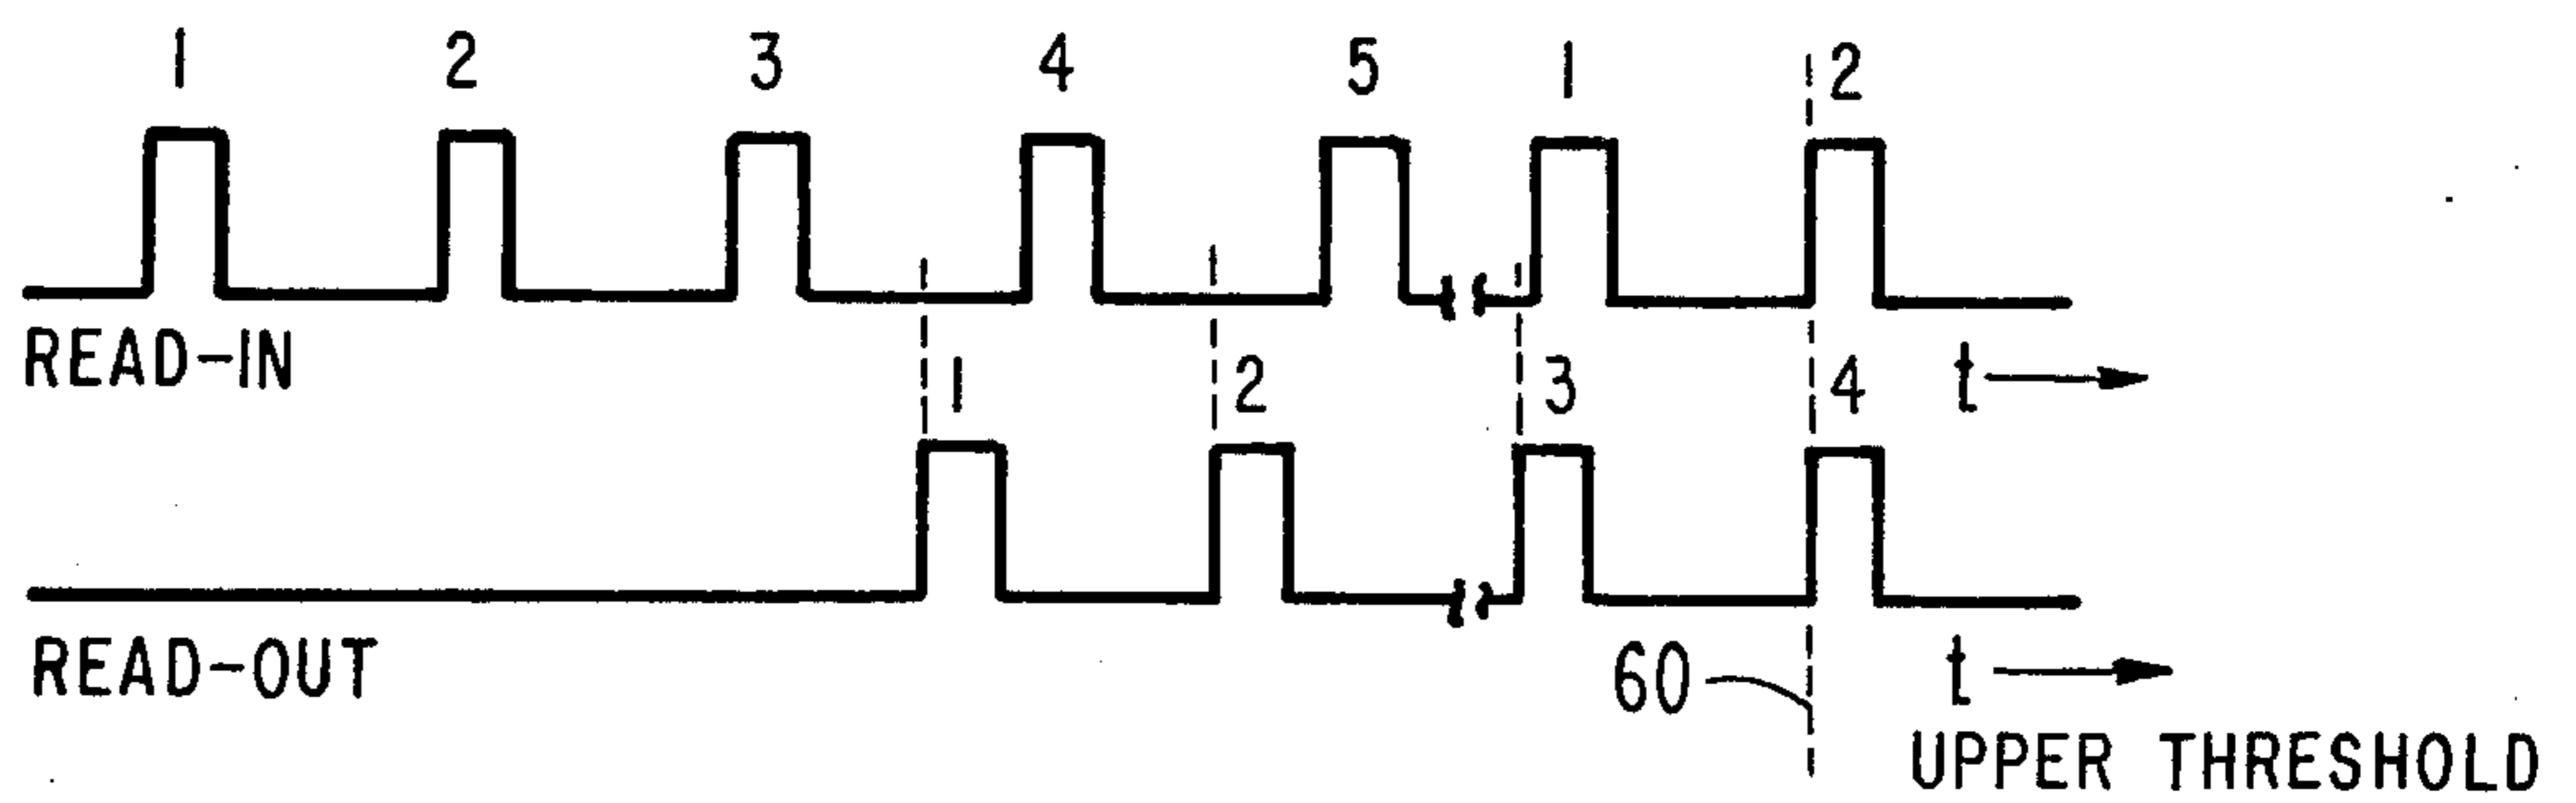 1 2 3 4 5 1 2
READ-IN
1 2 3 4 t
READ-OUT
60 t
UPPER THRESHOLD